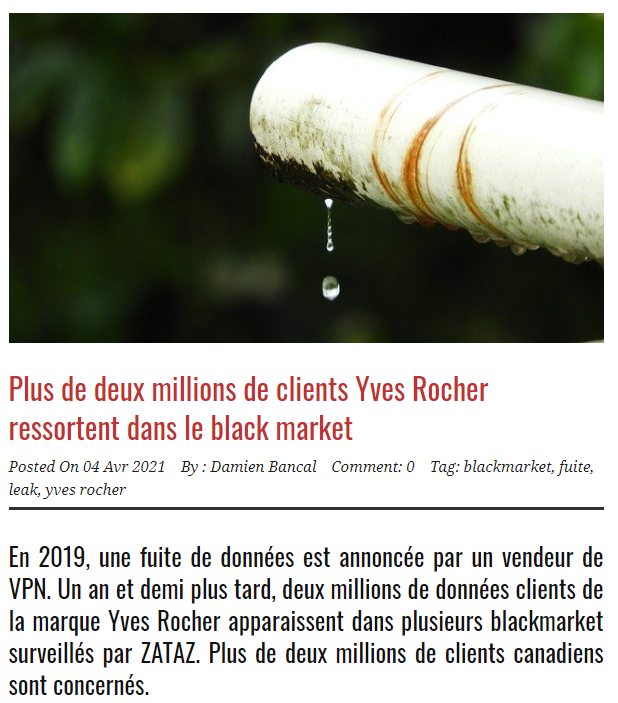 Plus de deux millions de clients Yves Rocher
ressortent dans le black market
Posted On 04 Avr 2021 By : Damien Bancal Comment: 0 Tag: blackmarket, fuite,
leak, yves rocher
En 2019, une fuite de données est annoncée par un vendeur de
VPN. Un an et demi plus tard, deux millions de données clients de
la marque Yves Rocher apparaissent dans plusieurs blackmarket
surveillés par ZATAZ. Plus de deux millions de clients canadiens
sont concernés.